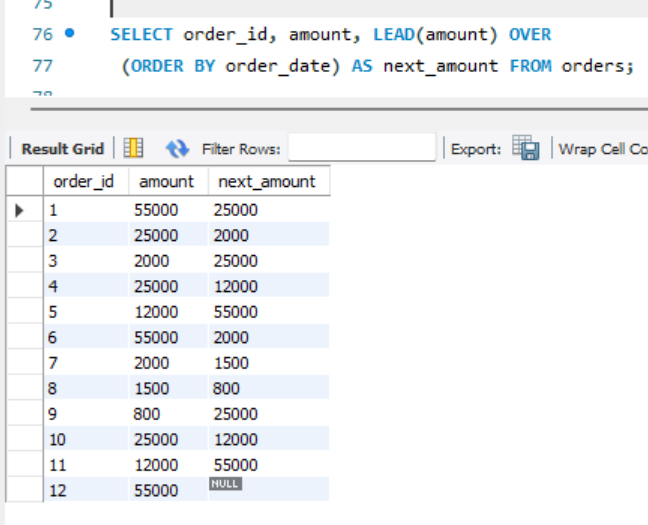 75
76 SELECT order_id, amount, LEAD(amount) OVER
77 (ORDER BY order_date) AS next_amount FROM orders;
78
Result Grid Filter Rows: Export: Wrap Cell Co
order_id amount next_amount
1 55000 25000
2 25000 2000
3 2000 25000
4 25000 12000
5 12000 55000
6 55000 2000
7 2000 1500
8 1500 800
9 800 25000
10 25000 12000
11 12000 55000
12 55000 NULL